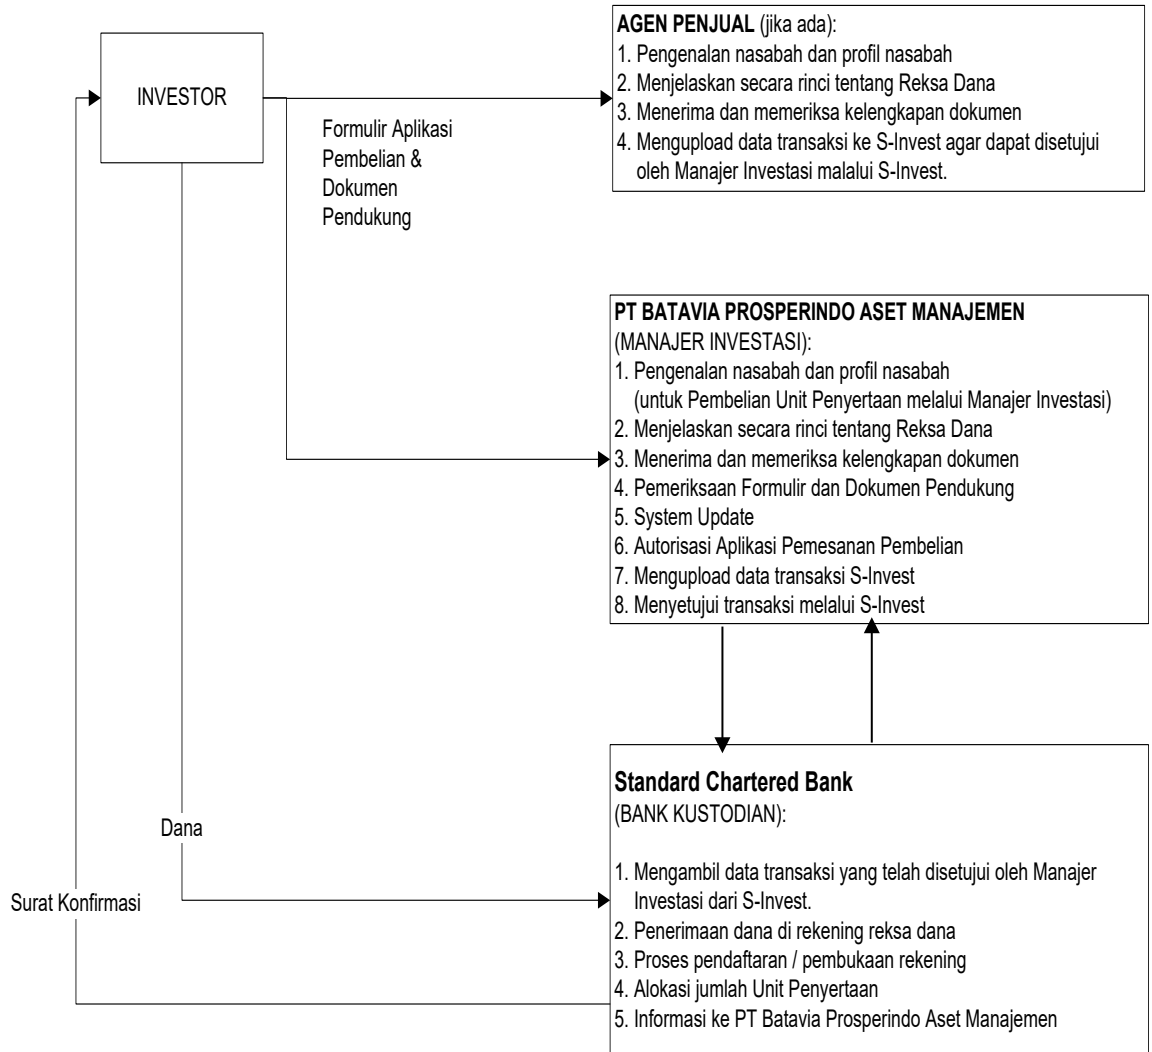 INVESTOR
Formulir Aplikasi
Pembelian &
Dokumen
Pendukung
AGEN PENJUAL (jika ada):
1. Pengenalan nasabah dan profil nasabah
2. Menjelaskan secara rinci tentang Reksa Dana
3. Menerima dan memeriksa kelengkapan dokumen
4. Mengupload data transaksi ke S-Invest agar dapat disetujui
oleh Manajer Investasi malalui S-Invest.
PT BATAVIA PROSPERINDO ASET MANAJEMEN
(MANAJER INVESTASI):
1. Pengenalan nasabah dan profil nasabah
(untuk Pembelian Unit Penyertaan melalui Manajer Investasi)
2. Menjelaskan secara rinci tentang Reksa Dana
3. Menerima dan memeriksa kelengkapan dokumen
4. Pemeriksaan Formulir dan Dokumen Pendukung
5. System Update
6. Autorisasi Aplikasi Pemesanan Pembelian
7. Mengupload data transaksi S-Invest
8. Menyetujui transaksi melalui S-Invest
Dana
Surat Konfirmasi
Standard Chartered Bank
(BANK KUSTODIAN):
1. Mengambil data transaksi yang telah disetujui oleh Manajer
Investasi dari S-Invest.
2. Penerimaan dana di rekening reksa dana
3. Proses pendaftaran / pembukaan rekening
4. Alokasi jumlah Unit Penyertaan
5. Informasi ke PT Batavia Prosperindo Aset Manajemen